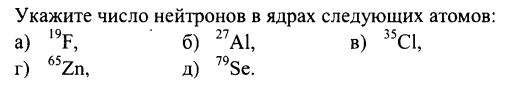 Укажите число нейтронов в ядрах следующих атомов:
а) ¹⁹F, б) ²⁷Al, в) ³⁵Cl,
г) ⁶⁵Zn, д) ⁷⁹Se.